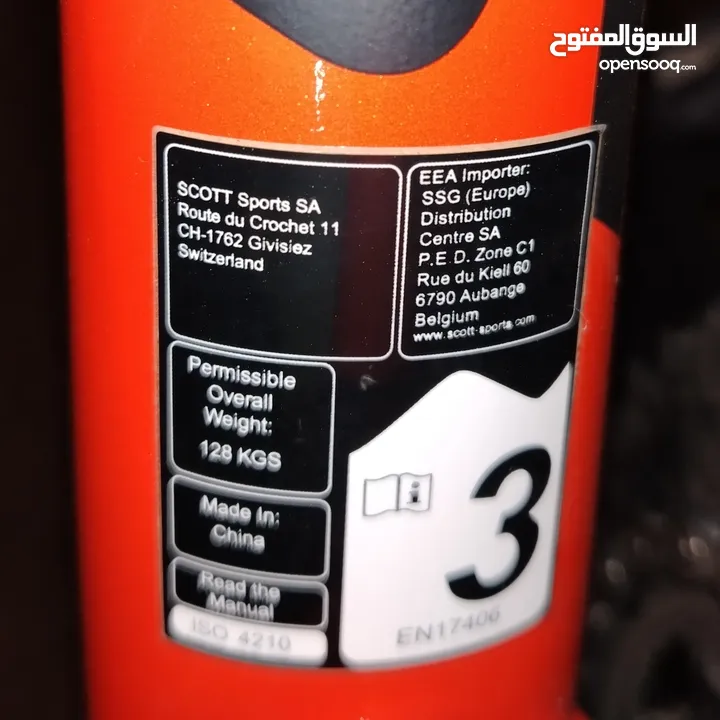 السوق المفتوح
opensooq.com
SCOTT Sports SA
Route du Crochet 11
CH-1762 Givisiez
Switzerland
EEA Importer:
SSG (Europe)
Distribution
Centre SA
P.E.D. Zone C1
Rue du Kiell 60
6790 Aubange
Belgium
www.scott-sports.com
Permissible
Overall
Weight:
128 KGS
Made In:
China
Read the
Manual
ISO 4210
i
3
EN17406